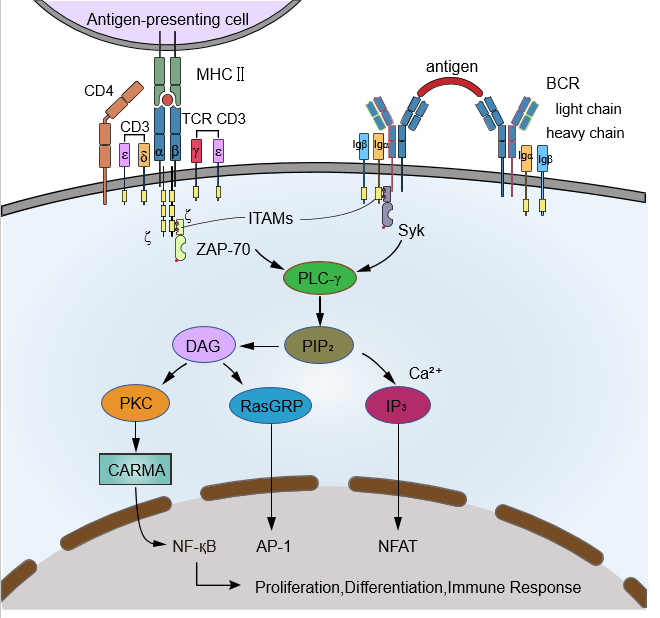 Antigen-presenting cell
MHC II
CD4
CD3
TCR CD3
ε
δ
α
β
γ
ε
antigen
BCR
light chain
heavy chain
Igβ
Igα
Igα
Igβ
ITAMs
ζ
ζ
ZAP-70
Syk
PLC-γ
DAG
PIP₂
Ca²⁺
PKC
RasGRP
IP₃
CARMA
NF-κB
AP-1
NFAT
Proliferation,Differentiation,Immune Response